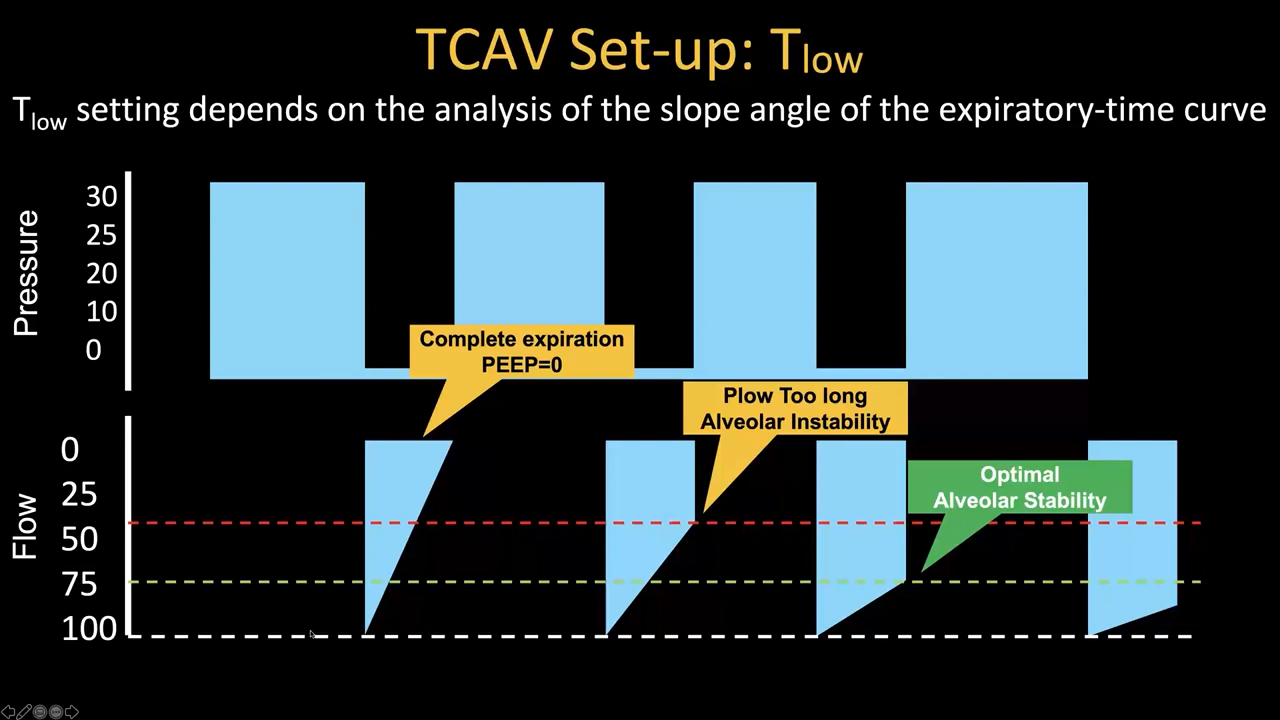 TCAV Set-up: Tlow
Tlow setting depends on the analysis of the slope angle of the expiratory-time curve
Pressure
30
25
20
10
0
Complete expiration
PEEP=0
Plow Too long
Alveolar Instability
Optimal
Alveolar Stability
Flow
0
25
50
75
100